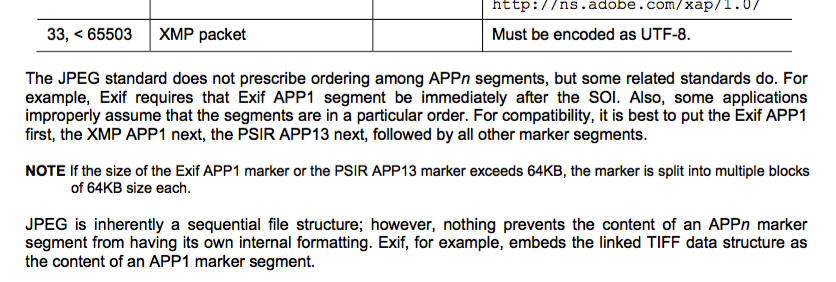 http://ns.adobe.com/xap/1.0/
33, < 65503 XMP packet Must be encoded as UTF-8.
The JPEG standard does not prescribe ordering among APPn segments, but some related standards do. For
example, Exif requires that Exif APP1 segment be immediately after the SOI. Also, some applications
improperly assume that the segments are in a particular order. For compatibility, it is best to put the Exif APP1
first, the XMP APP1 next, the PSIR APP13 next, followed by all other marker segments.
NOTE If the size of the Exif APP1 marker or the PSIR APP13 marker exceeds 64KB, the marker is split into multiple blocks
of 64KB size each.
JPEG is inherently a sequential file structure; however, nothing prevents the content of an APPn marker
segment from having its own internal formatting. Exif, for example, embeds the linked TIFF data structure as
the content of an APP1 marker segment.